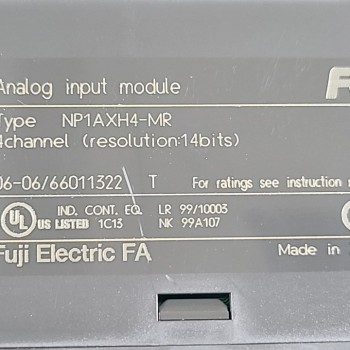 Analog input module
Type NP1AXH4-MR
4channel (resolution:14bits)
06-06/66011322 T For ratings see instruction
UL US LISTED IND. CONT. EQ. 1C13 LR 99/10003 NK 99A107
Fuji Electric FA Made in